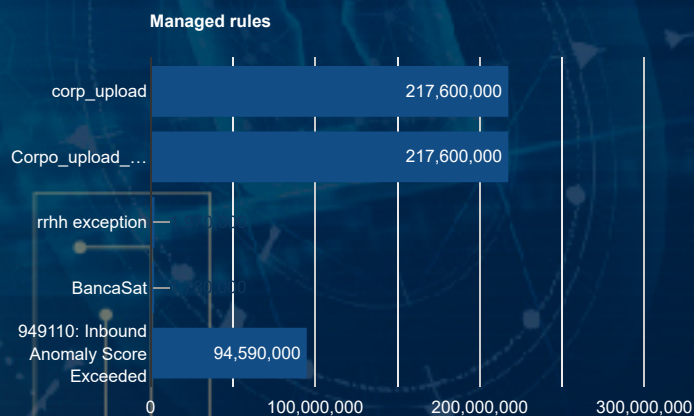 Managed rules
corp_upload
217,600,000
Corpo_upload_…
217,600,000
rrhh exception
BancaSat
949110: Inbound
Anomaly Score
Exceeded
94,590,000
0
100,000,000
200,000,000
300,000,000